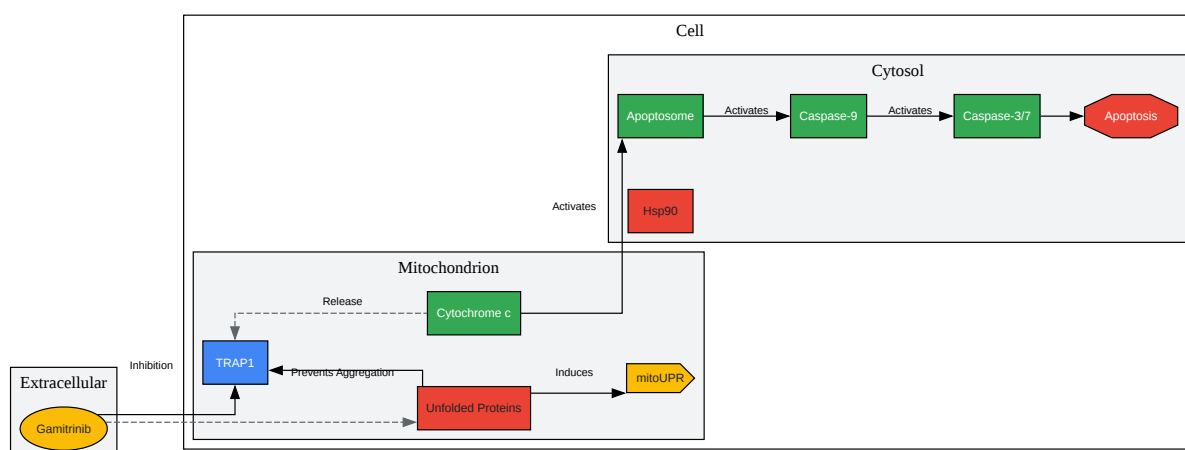 Cell
Cytosol
Apoptosome
Activates
Caspase-9
Activates
Caspase-3/7
Apoptosis
Activates
Hsp90
Mitochondrion
Release
Cytochrome c
Inhibition
TRAP1
Prevents Aggregation
Induces
mitoUPR
Extracellular
Unfolded Proteins
Gamitrinib